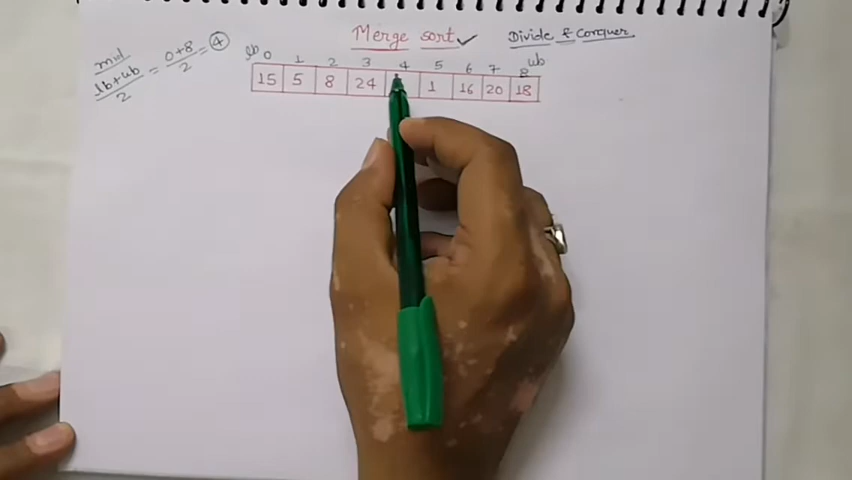 Merge sort ✓ Divide & Conquer
mid
lb+ub / 2 = 0+8 / 2 = 4
lb 0 1 2 3 4 5 6 7 8 ub
15 5 8 24 1 16 20 18